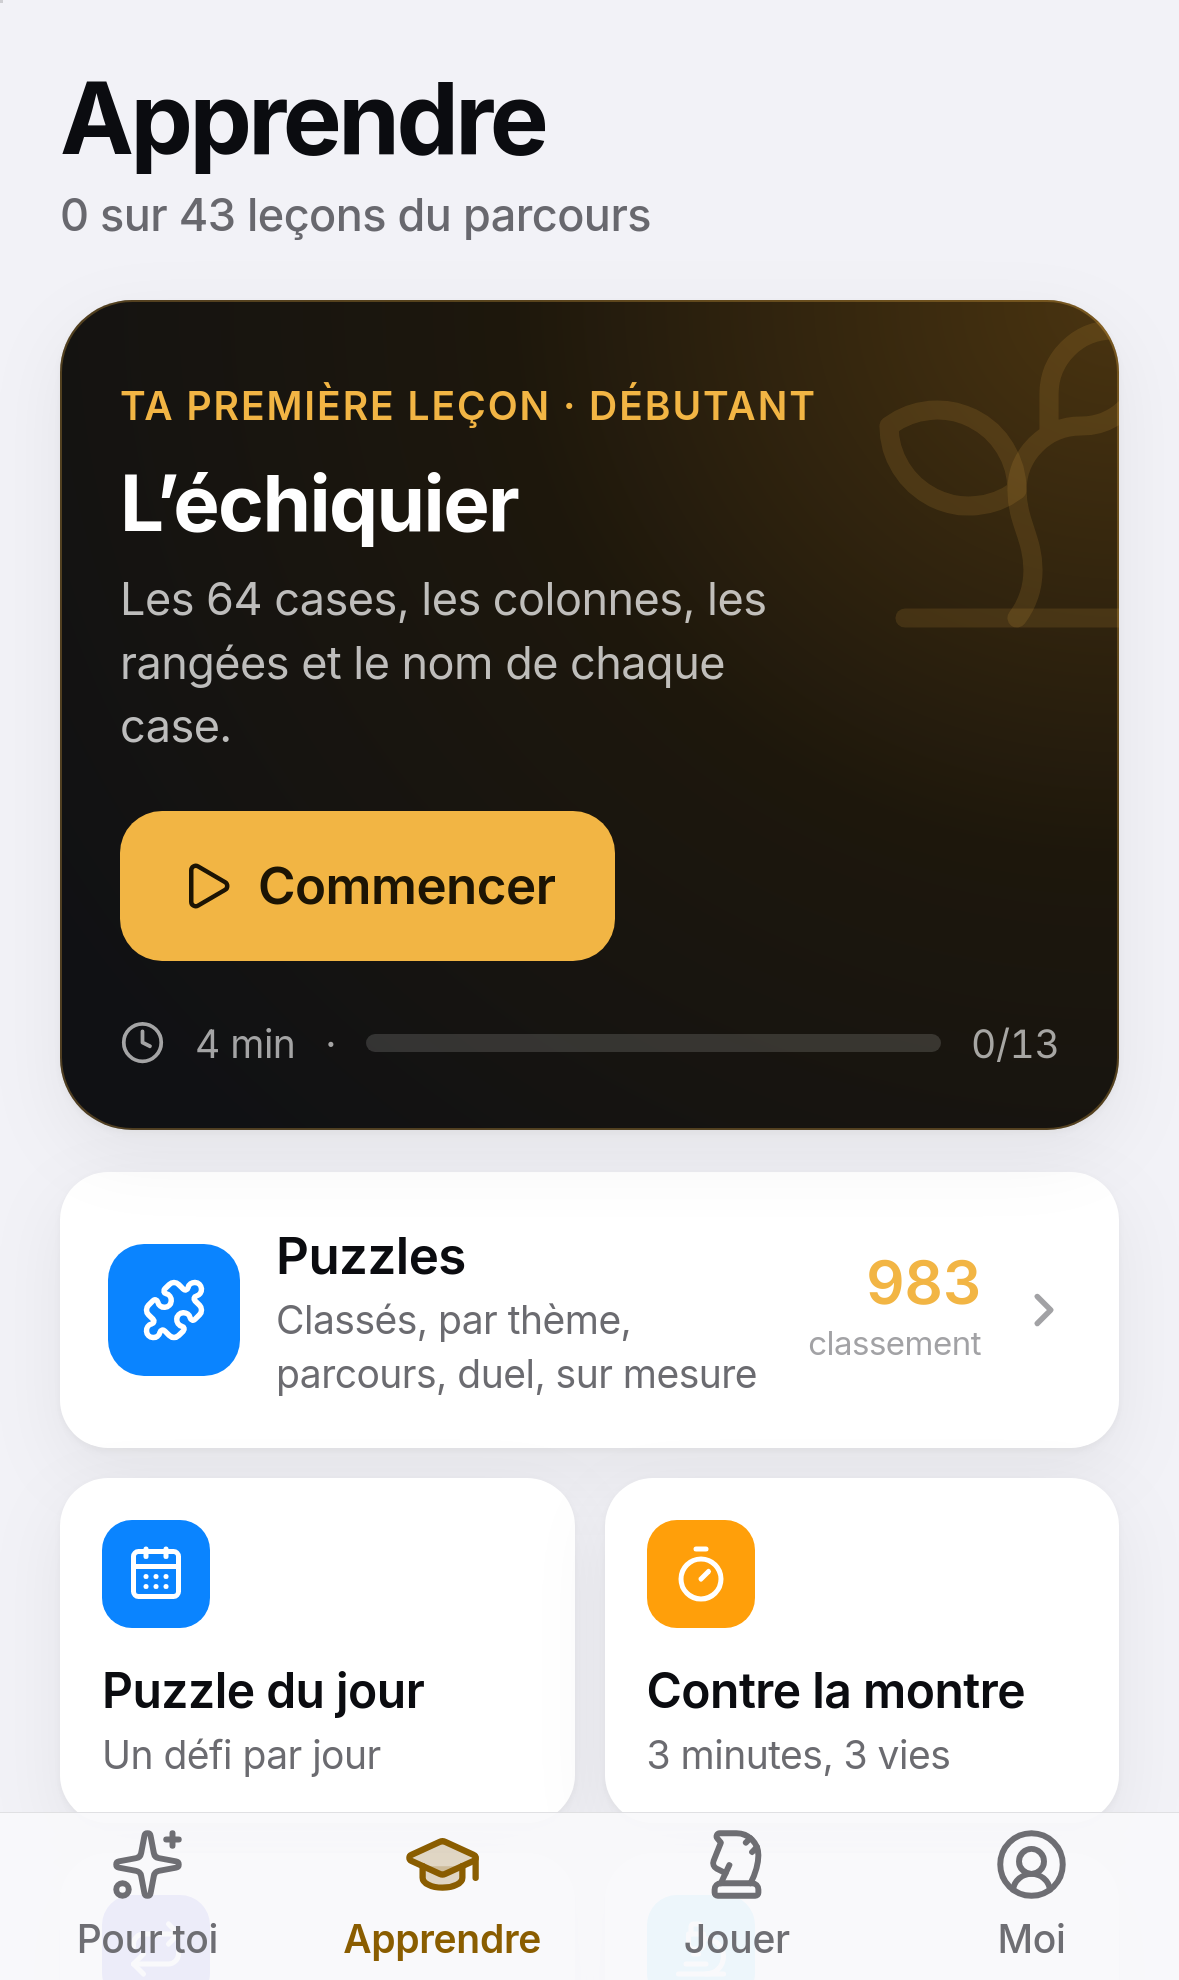 Apprendre
0 sur 43 leçons du parcours
TA PREMIÈRE LEÇON · DÉBUTANT
L’échiquier
Les 64 cases, les colonnes, les
rangées et le nom de chaque
case.
Commencer
4 min ·
0/13
Puzzles
Classés, par thème,
parcours, duel, sur mesure
983
classement
Puzzle du jour
Un défi par jour
Contre la montre
3 minutes, 3 vies
Pour toi
Apprendre
Jouer
Moi